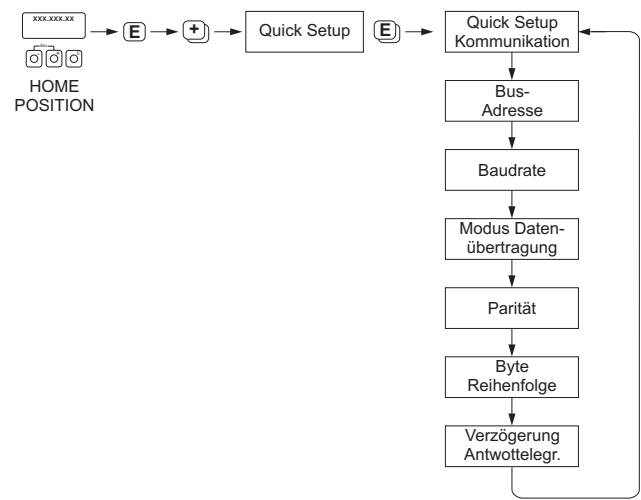 xxx.xxx.xx
Esc
E
+
Quick Setup
E
HOME
POSITION
Quick Setup
Kommunikation
Bus-
Adresse
Baudrate
Modus Daten-
übertragung
Parität
Byte
Reihenfolge
Verzögerung
Antwottelegr.